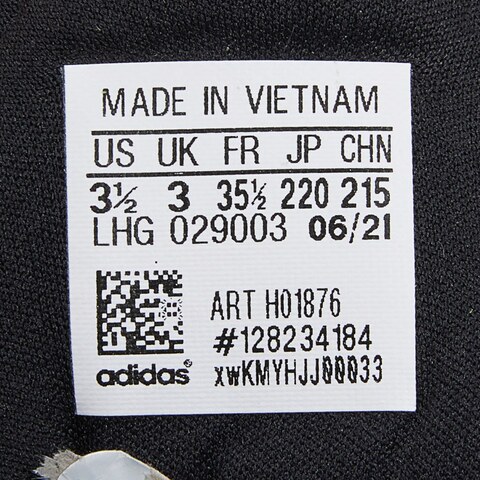 MADE IN VIETNAM
US UK FR JP CHN
3½ 3 35½ 220 215
LHG 029003 06/21
ART H01876
#128234184
adidas® xwKMYHJJ00033